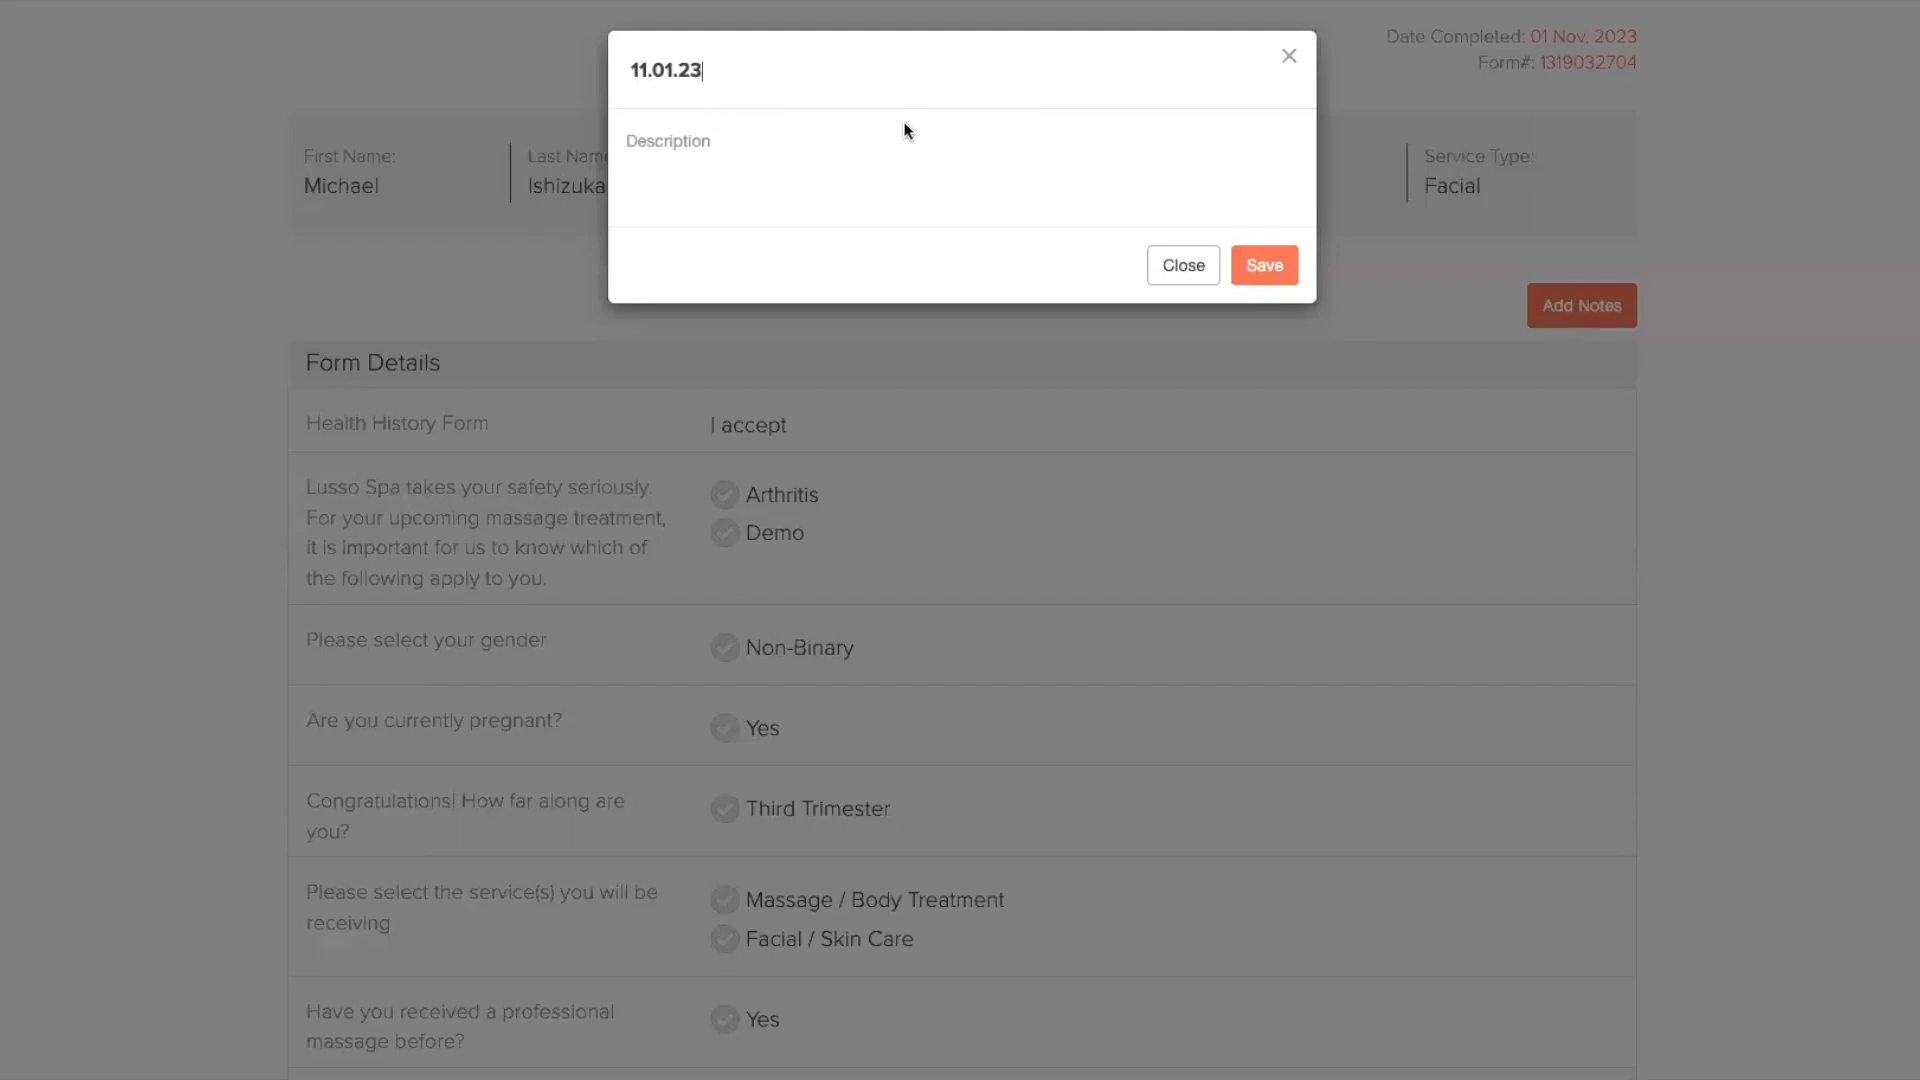 11.01.23
Description
Close
Save
Date Completed: 01 Nov, 2023
Form#: 1319032704
First Name:
Michael
Last Name
Ishizuka
Service Type:
Facial
Add Notes
Form Details
Health History Form
I accept
Lusso Spa takes your safety seriously.
For your upcoming massage treatment,
it is important for us to know which of
the following apply to you.
Arthritis
Demo
Please select your gender
Non-Binary
Are you currently pregnant?
Yes
Congratulations! How far along are
you?
Third Trimester
Please select the service(s) you will be
receiving
Massage / Body Treatment
Facial / Skin Care
Have you received a professional
massage before?
Yes